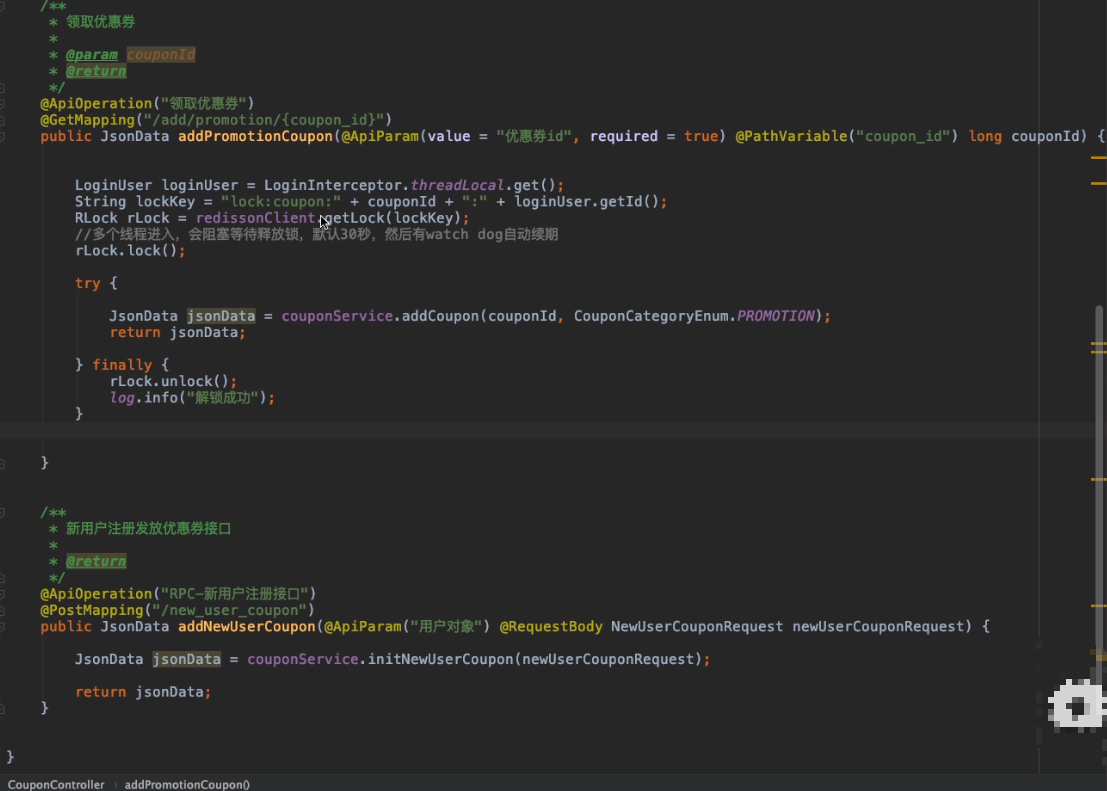 /**
 * 领取优惠券
 *
 * @param couponId
 * @return
 */
@ApiOperation("领取优惠券")
@GetMapping("/add/promotion/{coupon_id}")
public JsonData addPromotionCoupon(@ApiParam(value = "优惠券id", required = true) @PathVariable("coupon_id") long couponId) {
LoginUser loginUser = LoginInterceptor.threadLocal.get();
String lockKey = "lock:coupon:" + couponId + ":" + loginUser.getId();
RLock rLock = redissonClient.getLock(lockKey);
//多个线程进入，会阻塞等待释放锁，默认30秒，然后有watch dog自动续期
rLock.lock();
try {
JsonData jsonData = couponService.addCoupon(couponId, CouponCategoryEnum.PROMOTION);
return jsonData;
} finally {
rLock.unlock();
log.info("解锁成功");
}
}
/**
 * 新用户注册发放优惠券接口
 *
 * @return
 */
@ApiOperation("RPC-新用户注册接口")
@PostMapping("/new_user_coupon")
public JsonData addNewUserCoupon(@ApiParam("用户对象") @RequestBody NewUserCouponRequest newUserCouponRequest) {
JsonData jsonData = couponService.initNewUserCoupon(newUserCouponRequest);
return jsonData;
}
}
CouponController › addPromotionCoupon()